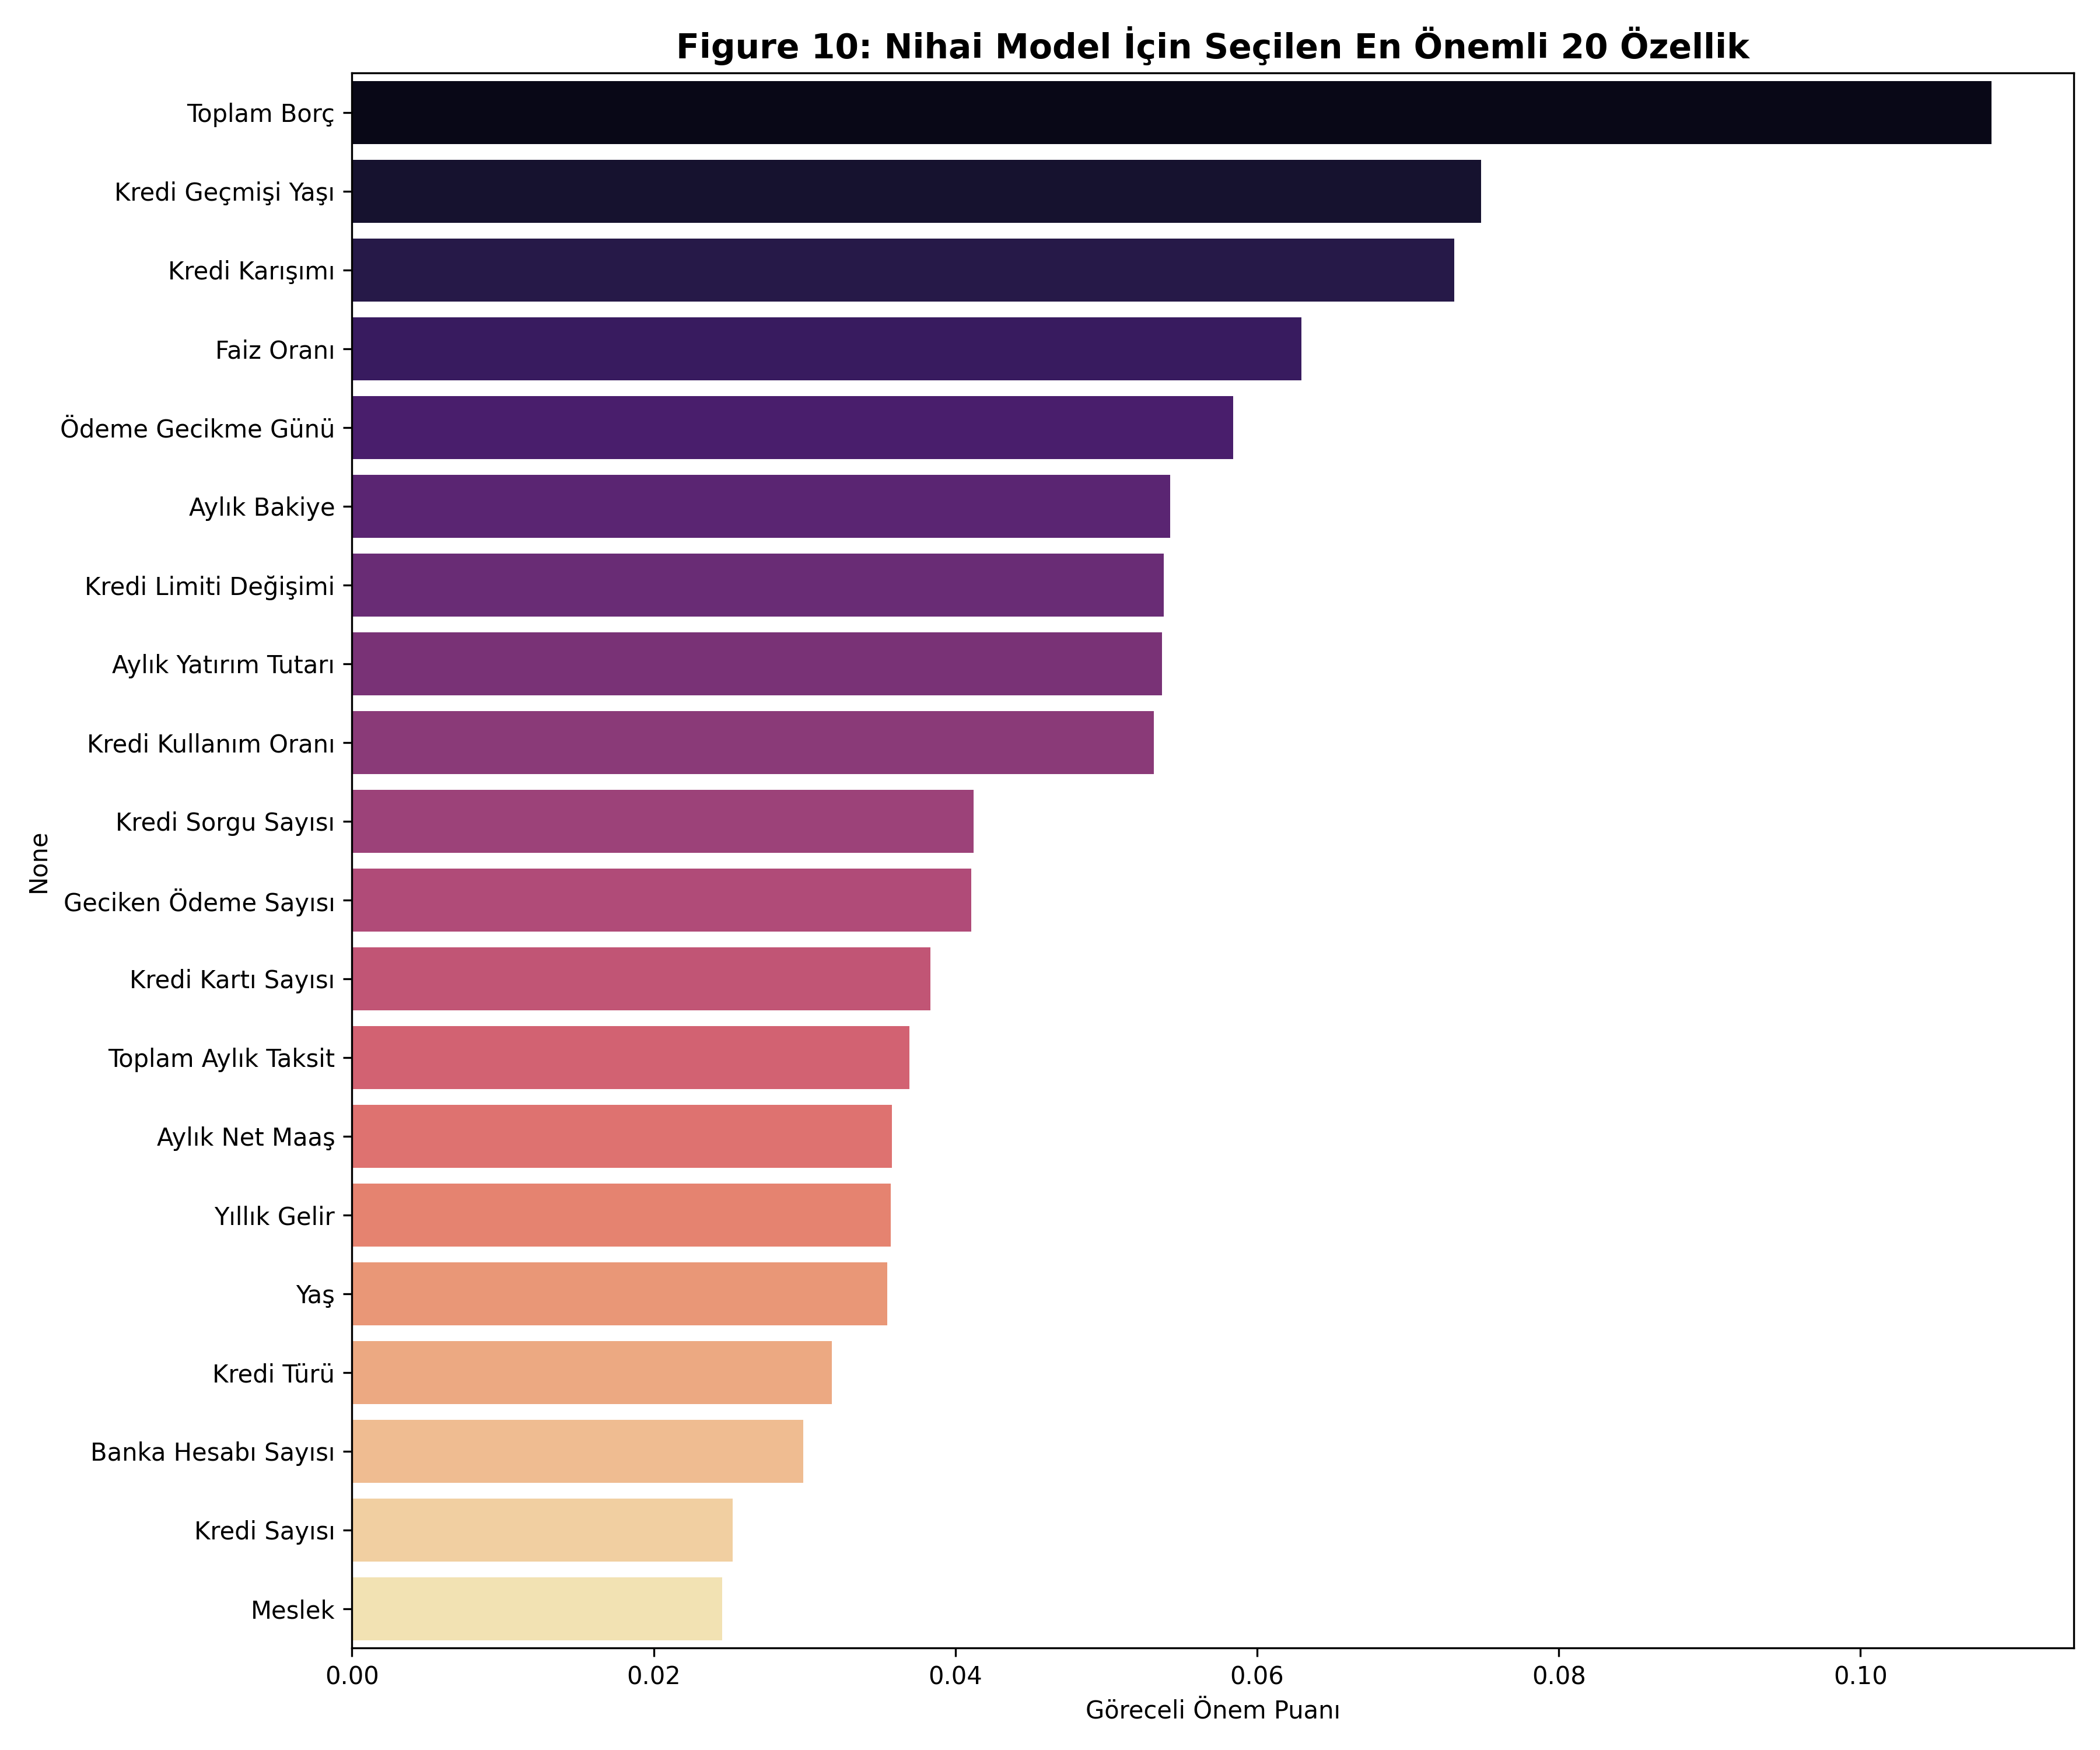 Figure 10: Nihai Model İçin Seçilen En Önemli 20 Özellik
Toplam Borç
Kredi Geçmişi Yaşı
Kredi Karışımı
Faiz Oranı
Ödeme Gecikme Günü
Aylık Bakiye
Kredi Limiti Değişimi
Aylık Yatırım Tutarı
Kredi Kullanım Oranı
Kredi Sorgu Sayısı
Geciken Ödeme Sayısı
Kredi Kartı Sayısı
Toplam Aylık Taksit
Aylık Net Maaş
Yıllık Gelir
Yaş
Kredi Türü
Banka Hesabı Sayısı
Kredi Sayısı
Meslek
None
0.00 0.02 0.04 0.06 0.08 0.10
Göreceli Önem Puanı